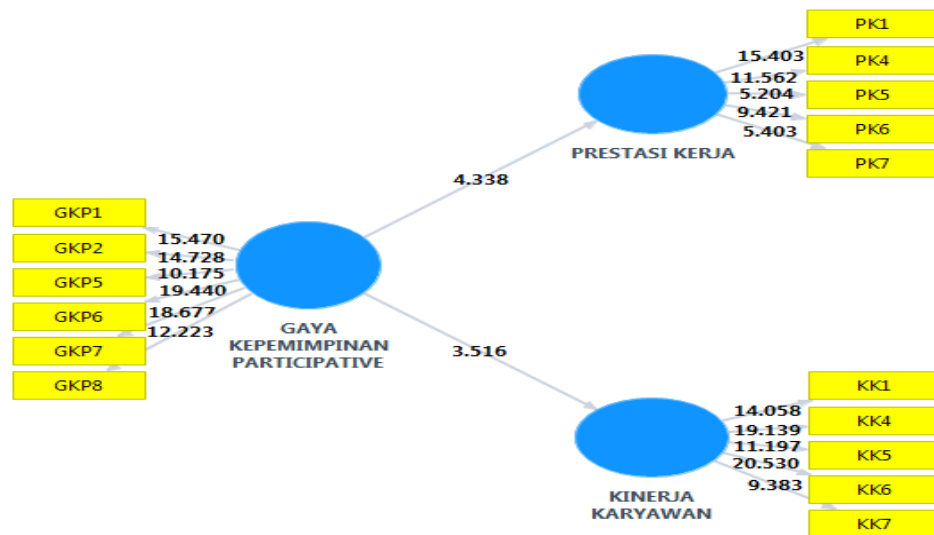 PK1
15.403
PK4
11.562
5.204
PK5
9.421
PK6
5.403
PK7
PRESTASI KERJA
4.338
GKP1
15.470
GKP2
14.728
10.175
GKP5
19.440
GKP6
18.677
GKP7
12.223
GKP8
GAYA
KEPEMIMPINAN
PARTICIPATIVE
3.516
KK1
14.058
KK4
19.139
11.197
KK5
20.530
9.383
KK6
KK7
KINERJA
KARYAWAN